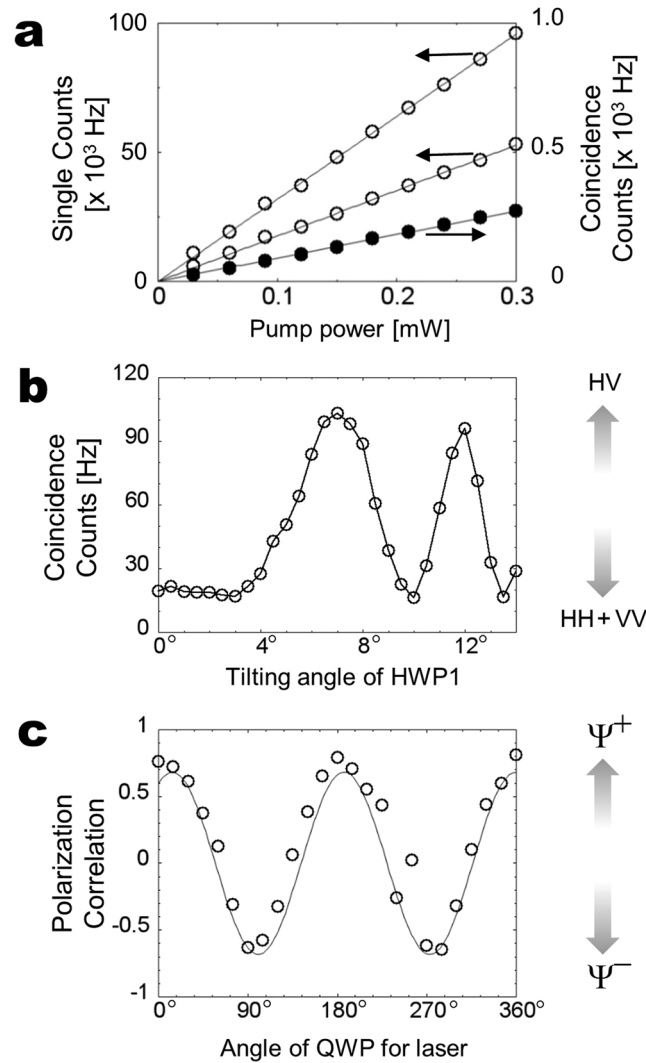 a
100
50
0
Single Counts
[x 10³ Hz]
1.0
0.5
0
Coincidence
Counts [x 10³ Hz]
0 0.1 0.2 0.3
Pump power [mW]
b
120
90
60
30
0
Coincidence
Counts [Hz]
0° 4° 8° 12°
Tilting angle of HWP1
HV
HH + VV
c
1
0.5
0
-0.5
-1
Polarization
Correlation
0° 90° 180° 270° 360°
Angle of QWP for laser
Ψ⁺
Ψ⁻